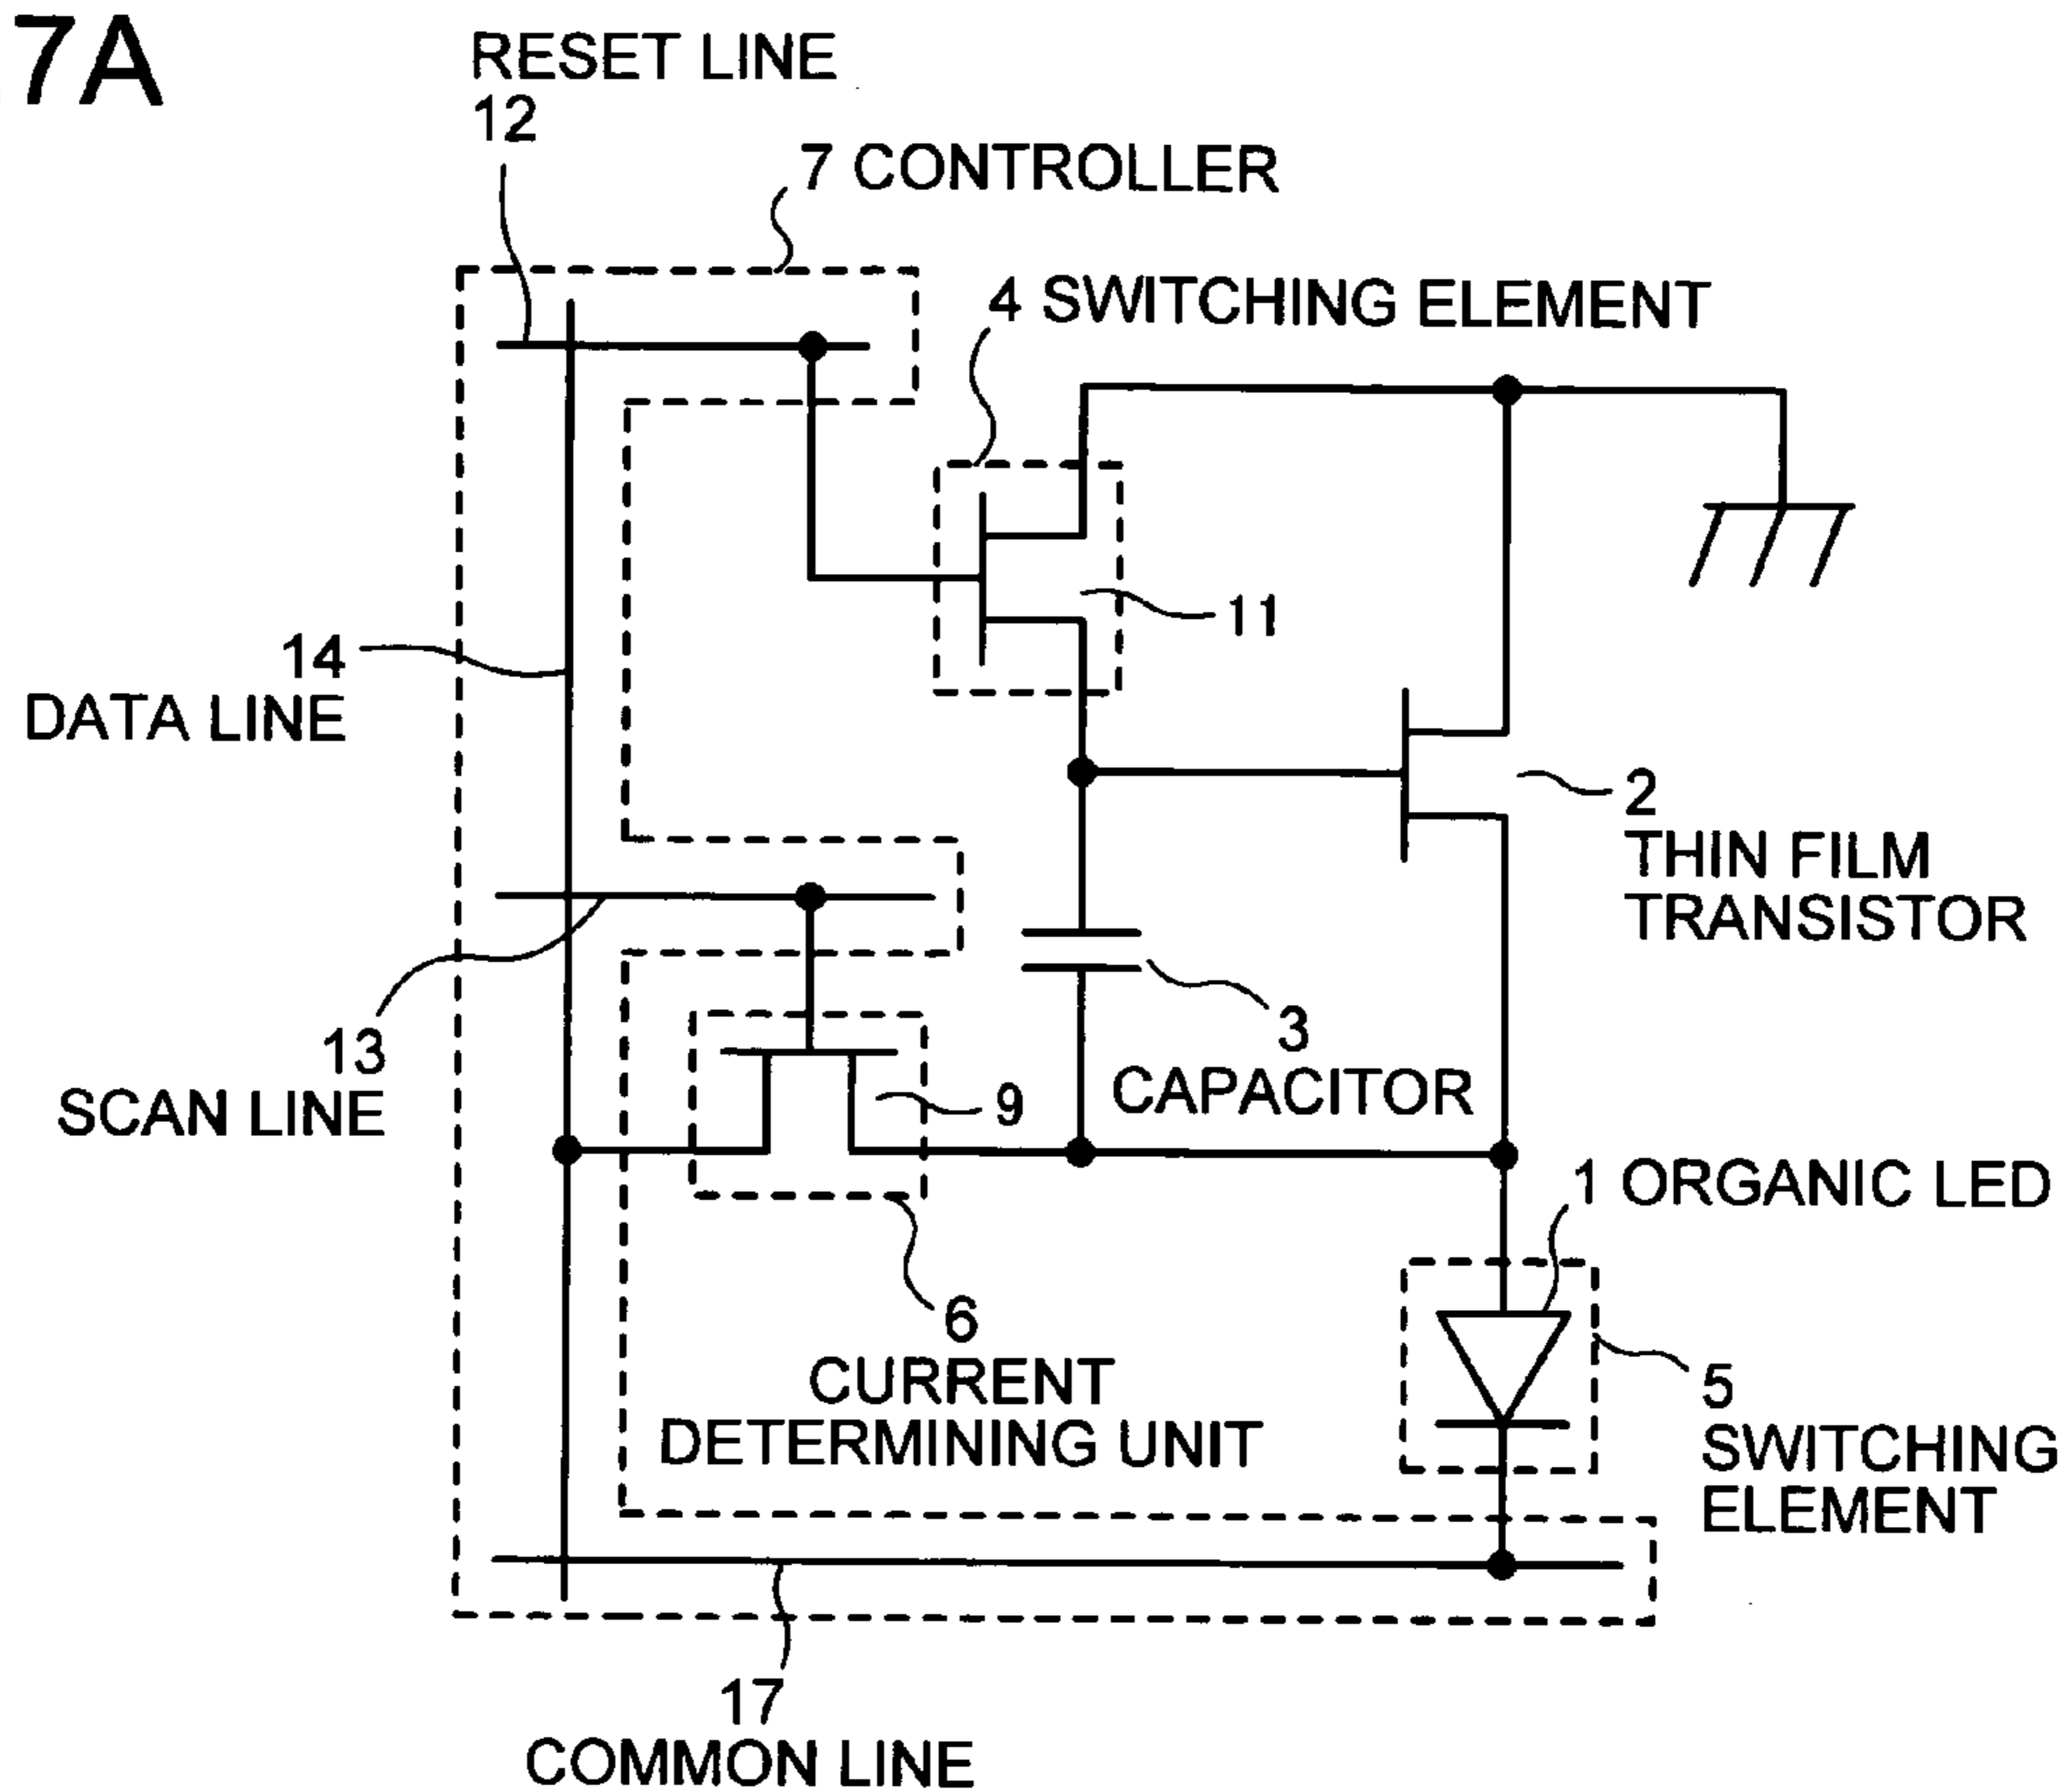 7A
RESET LINE
12
7 CONTROLLER
4 SWITCHING ELEMENT
11
14
DATA LINE
2
THIN FILM
TRANSISTOR
13
SCAN LINE
3
CAPACITOR
9
1 ORGANIC LED
6
CURRENT
DETERMINING UNIT
5
SWITCHING
ELEMENT
17
COMMON LINE